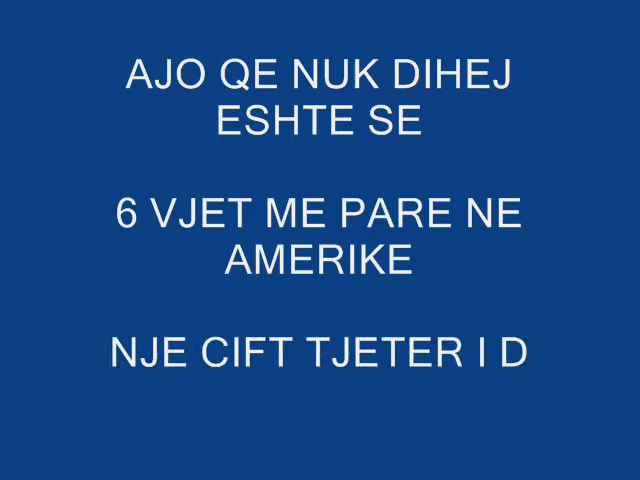 AJO QE NUK DIHEJ
ESHTE SE
6 VJET ME PARE NE
AMERIKE
NJE CIFT TJETER I D